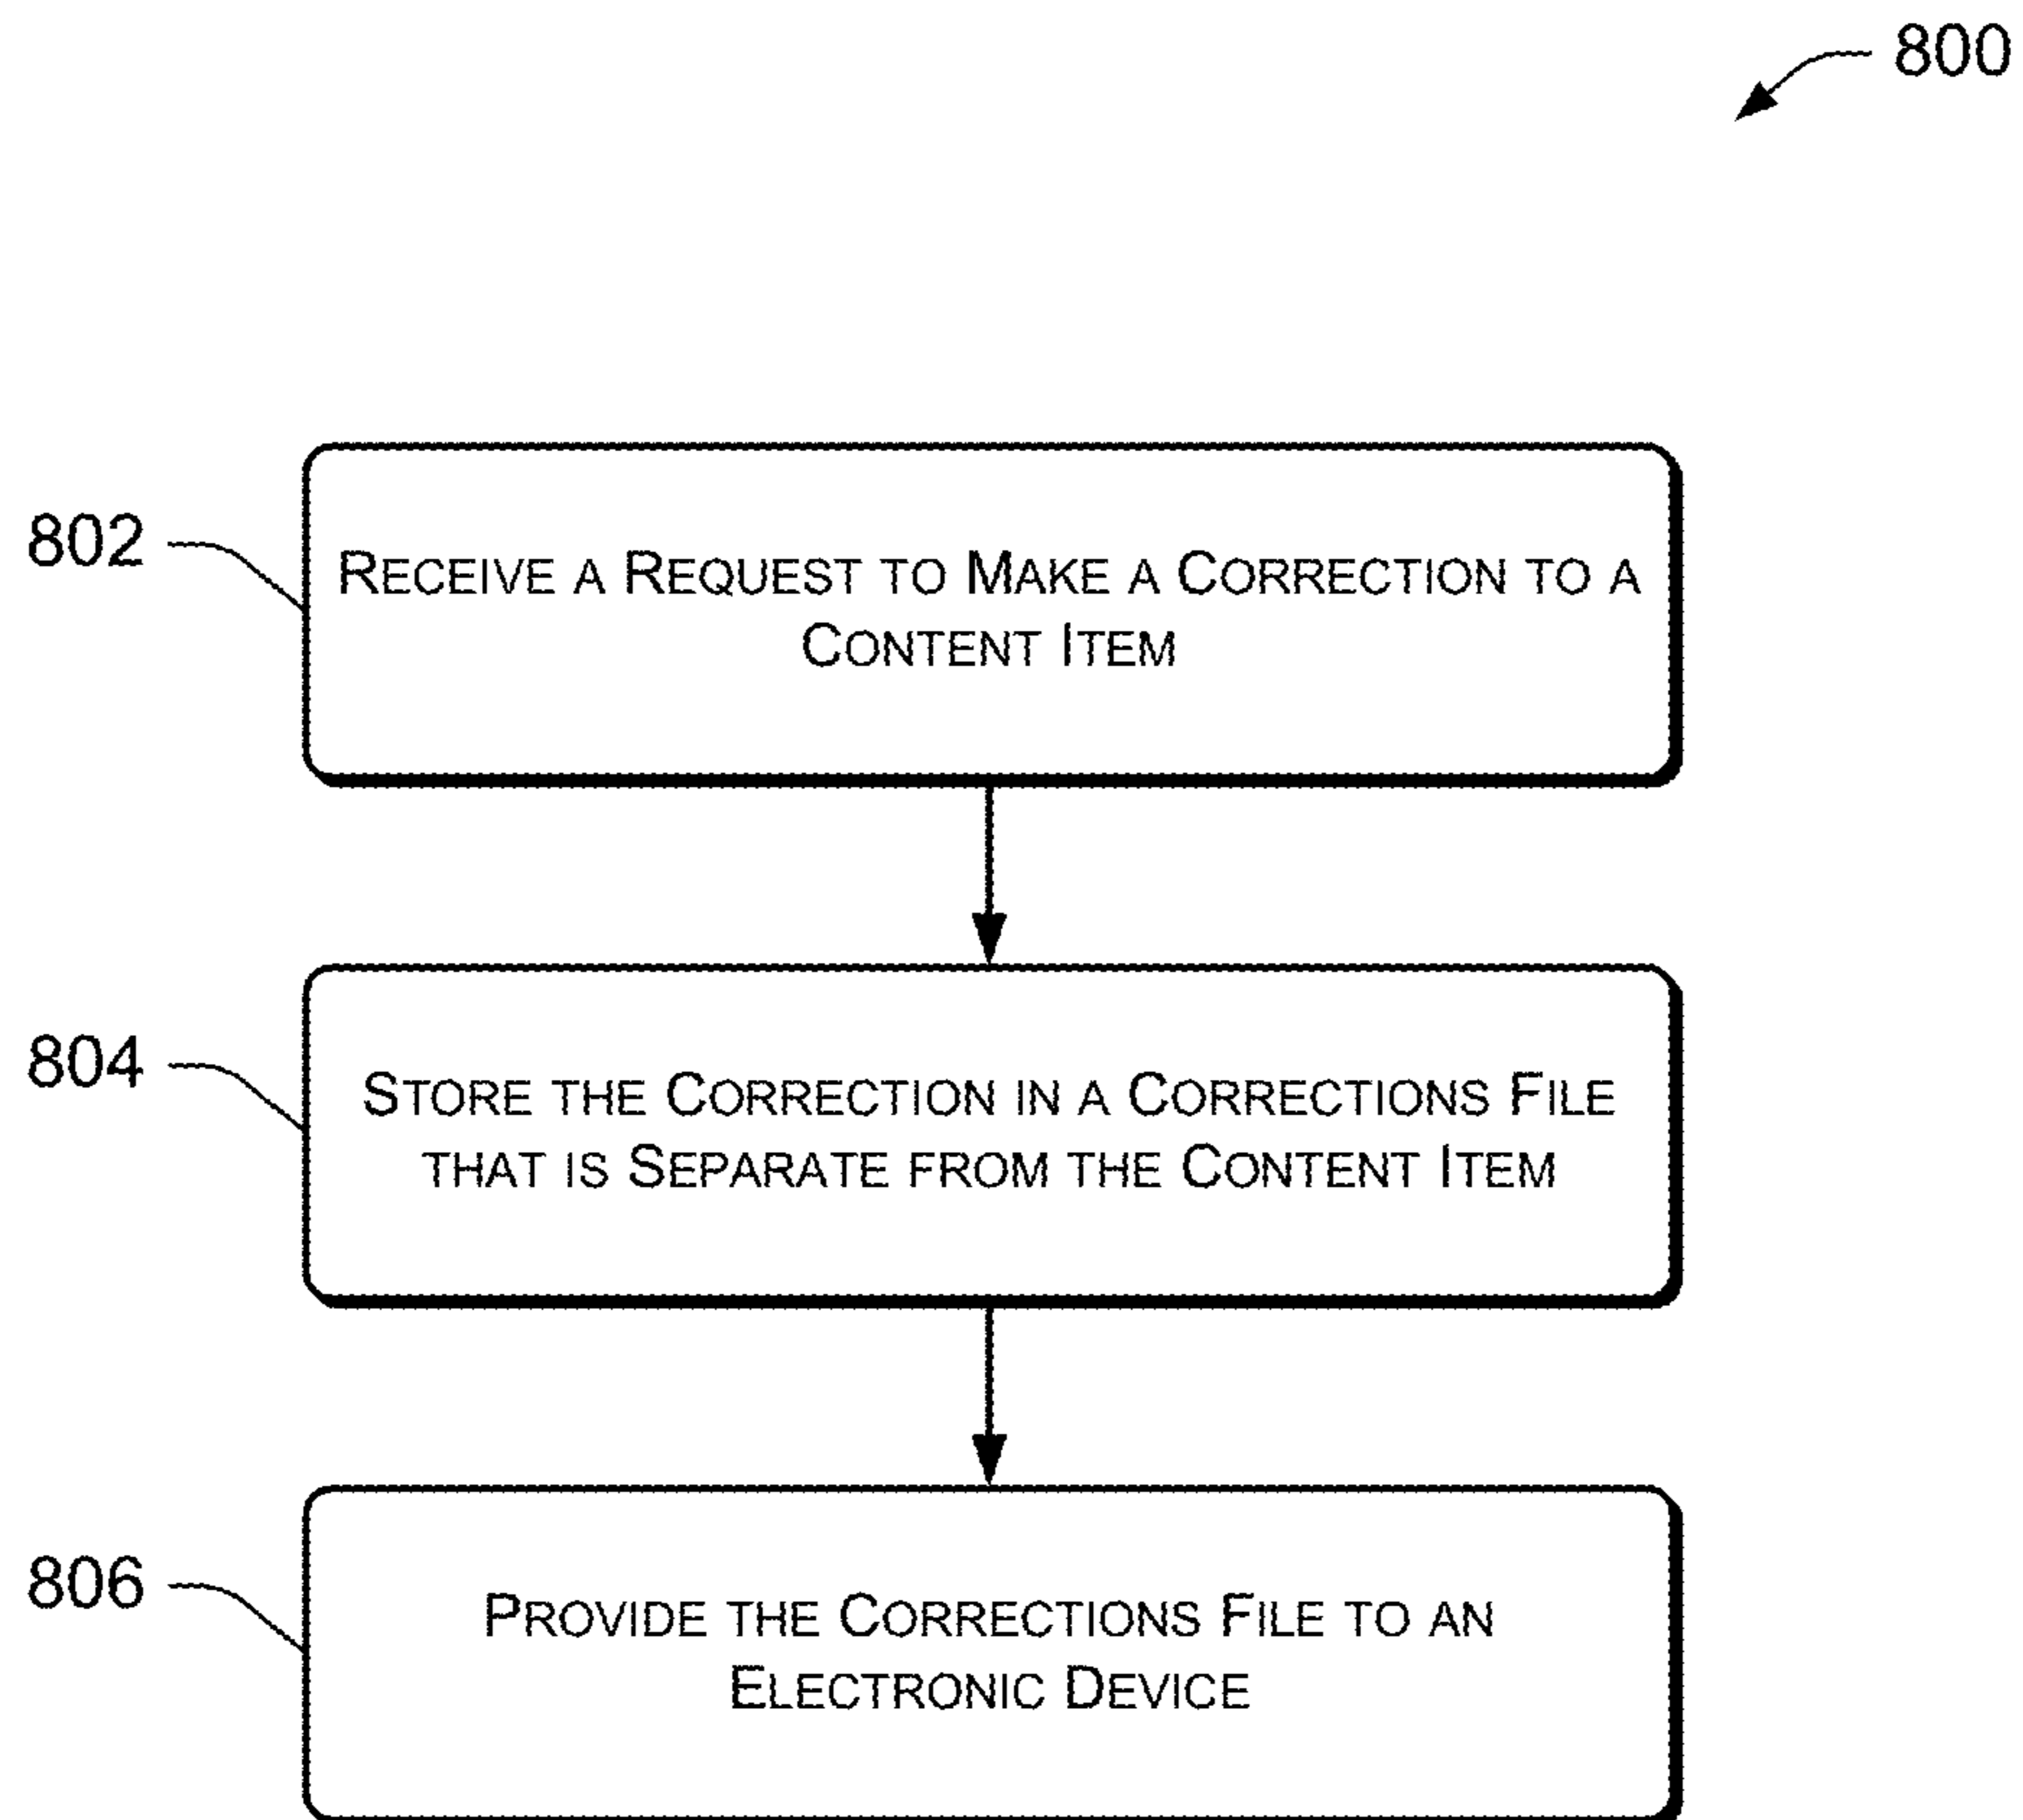 800
802
Receive a Request to Make a Correction to a
Content Item
804
Store the Correction in a Corrections File
that is Separate from the Content Item
806
Provide the Corrections File to an
Electronic Device